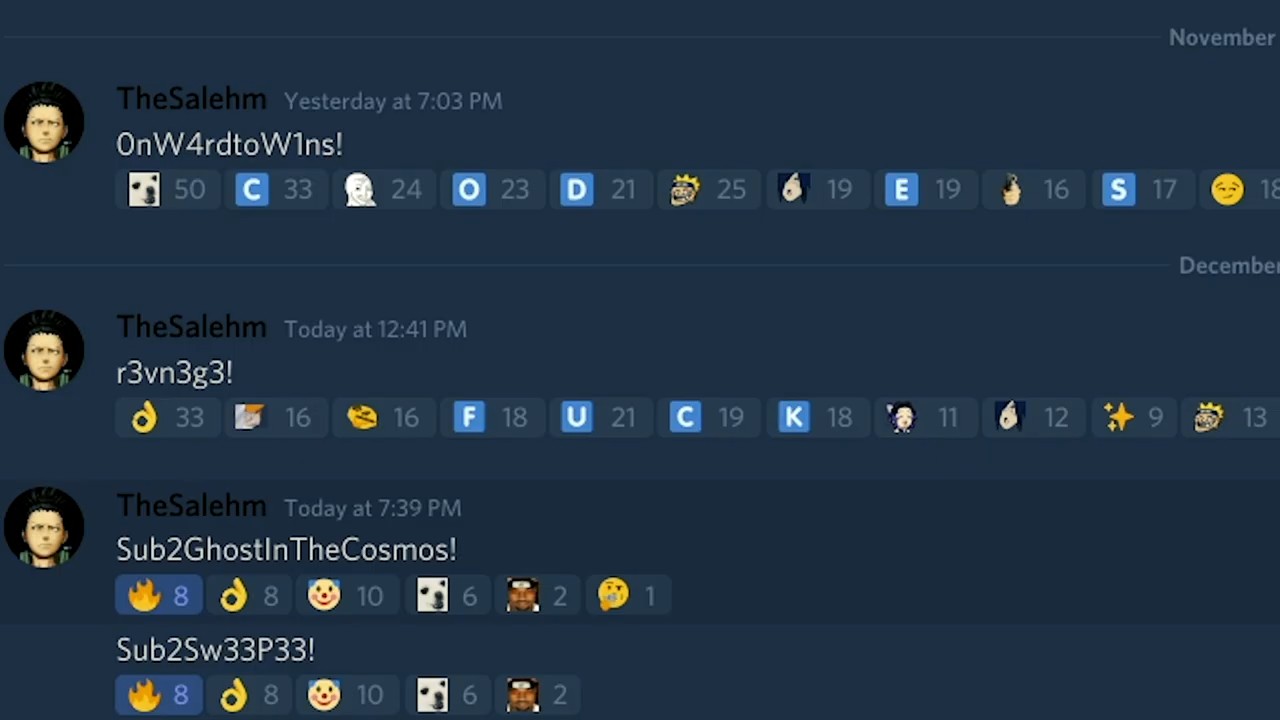 November
TheSalehm Yesterday at 7:03 PM
0nW4rdtoW1ns!
50 C 33 24 O 23 D 21 25 19 E 19 16 S 17 18
December
TheSalehm Today at 12:41 PM
r3vn3g3!
33 16 16 F 18 U 21 C 19 K 18 11 12 9 13
TheSalehm Today at 7:39 PM
Sub2GhostInTheCosmos!
8 8 10 6 2 1
Sub2Sw33P33!
8 8 10 6 2